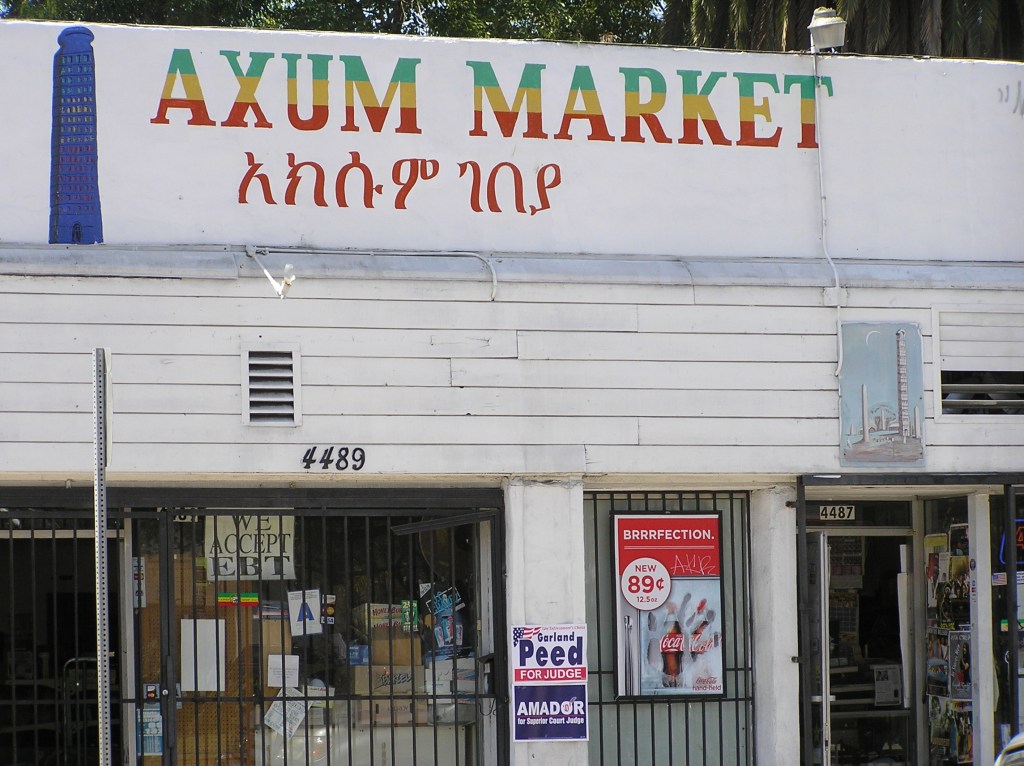 AXUM MARKET
አክሱም ገበያ
4489
4487
WE
ACCEPT
EBT
A
BRRRFECTION.
NEW
89¢
12.5oz
Coca-Cola
Garland
Peed
FOR JUDGE
AMADOR
for Superior Court Judge